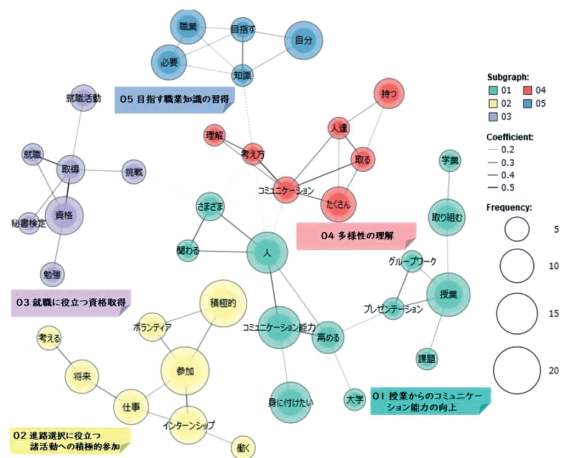 職業
目指す
自分
必要
知識
05 目指す職業知識の習得
就職活動
就職
取得
挑戦
資格
秘書検定
勉強
03 就職に役立つ資格取得
持つ
人達
理解
考え方
取る
コミュニケーション
たくさん
04 多様性の理解
さまざま
関わる
人
学業
取り組む
グループワーク
授業
プレゼンテーション
課題
コミュニケーション能力
高める
身に付けたい
大学
01 授業からのコミュニケー
ション能力の向上
積極的
ボランティア
考える
参加
将来
仕事
インターンシップ
働く
02 進路選択に役立つ
諸活動への積極的参加
Subgraph:
01
04
02
05
03
Coefficient:
0.2
0.3
0.4
0.5
Frequency:
5
10
15
20